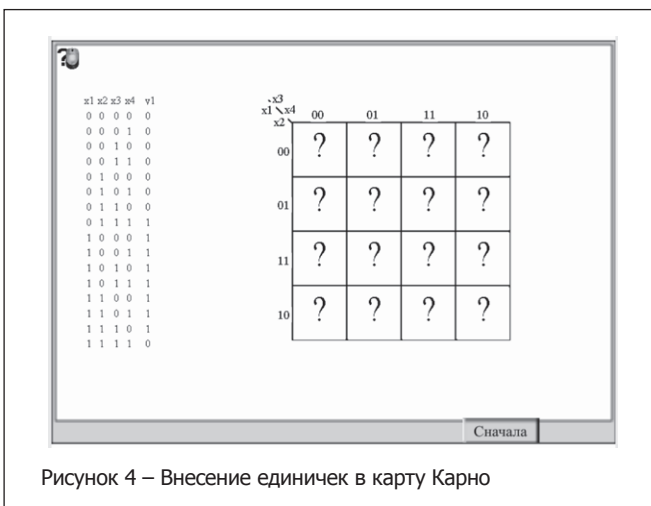 ?
x1 x2 x3 x4 v1
0 0 0 0 0
0 0 0 1 0
0 0 1 0 0
0 0 1 1 0
0 1 0 0 0
0 1 0 1 0
0 1 1 0 0
0 1 1 1 1
1 0 0 0 1
1 0 0 1 1
1 0 1 0 1
1 0 1 1 1
1 1 0 0 1
1 1 0 1 1
1 1 1 0 1
1 1 1 1 0
x3
x1 x4
x2
00 01 11 10
00 ? ? ? ?
01 ? ? ? ?
11 ? ? ? ?
10 ? ? ? ?
Сначала
Рисунок 4 – Внесение единичек в карту Карно